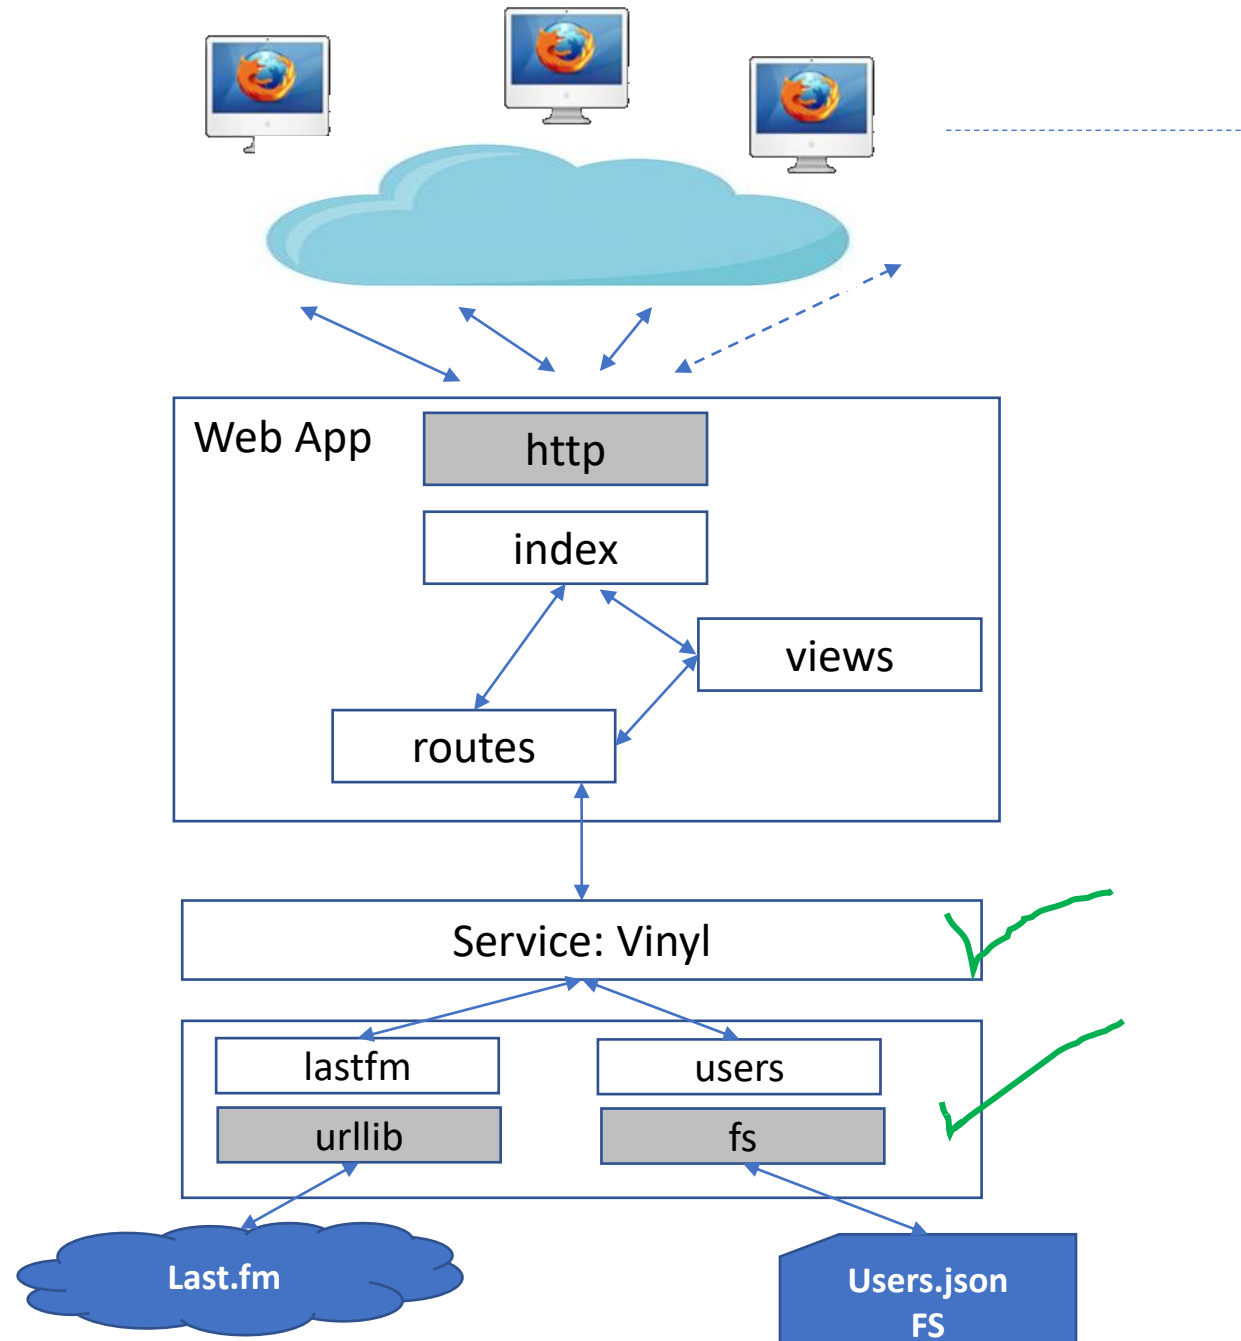 Web App
http
index
views
routes
Service: Vinyl
lastfm
users
urllib
fs
Last.fm
Users.json
FS